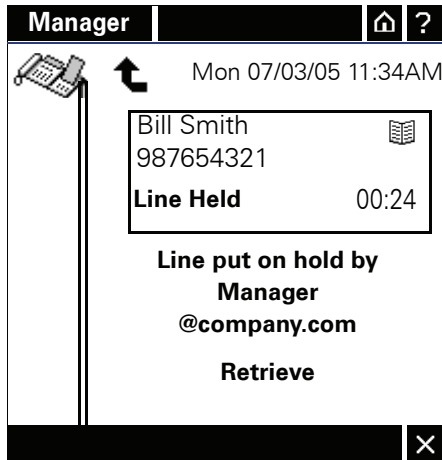 Manager ?
Mon 07/03/05 11:34AM
Bill Smith
987654321
Line Held 00:24
Line put on hold by
Manager
@company.com
Retrieve